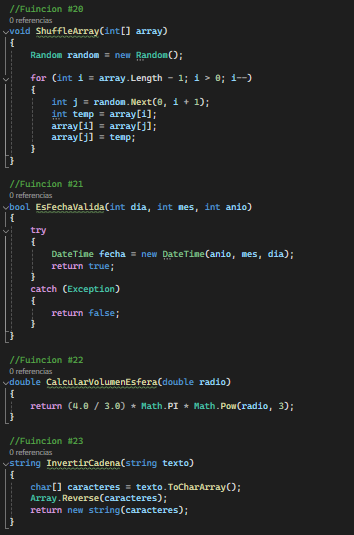 //Fuincion #20
0 referencias
void ShuffleArray(int[] array)
{
    Random random = new Random();

    for (int i = array.Length - 1; i > 0; i--)
    {
        int j = random.Next(0, i + 1);
        int temp = array[i];
        array[i] = array[j];
        array[j] = temp;
    }
}

//Fuincion #21
0 referencias
bool EsFechaValida(int dia, int mes, int anio)
{
    try
    {
        DateTime fecha = new DateTime(anio, mes, dia);
        return true;
    }
    catch (Exception)
    {
        return false;
    }
}

//Fuincion #22
0 referencias
double CalcularVolumenEsfera(double radio)
{
    return (4.0 / 3.0) * Math.PI * Math.Pow(radio, 3);
}

//Fuincion #23
0 referencias
string InvertirCadena(string texto)
{
    char[] caracteres = texto.ToCharArray();
    Array.Reverse(caracteres);
    return new string(caracteres);
}